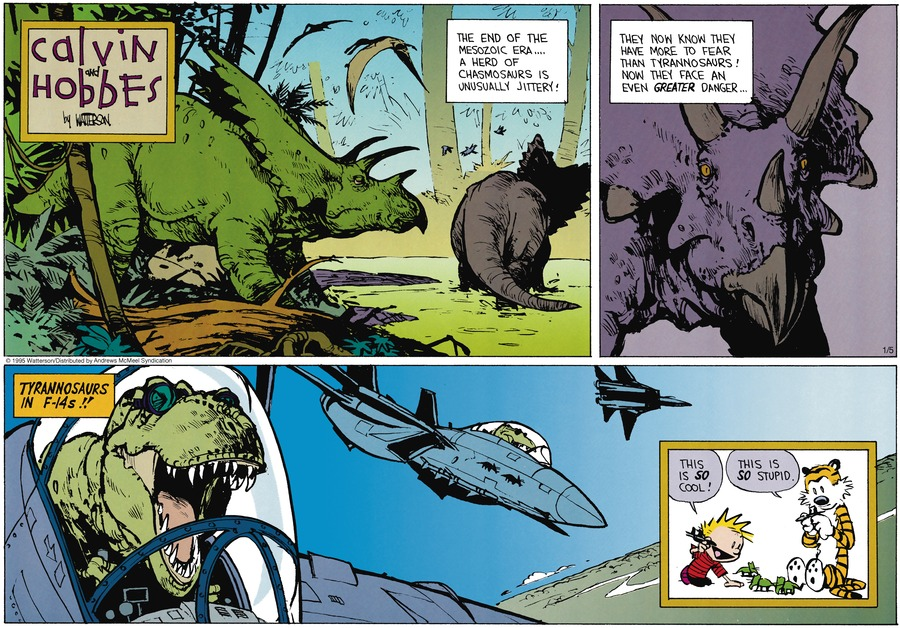 Calvin
and
HobbEs
by WATTERSON
THE END OF THE
MESOZOIC ERA....
A HERD OF
CHASMOSAURS IS
UNUSUALLY JITTERY!
THEY NOW KNOW THEY
HAVE MORE TO FEAR
THAN TYRANNOSAURS!
NOW THEY FACE AN
EVEN GREATER DANGER...
1/5
© 1995 Watterson/Distributed by Andrews McMeel Syndication
TYRANNOSAURS
IN F-14s!!
THIS
IS SO
COOL!
THIS IS
SO STUPID.